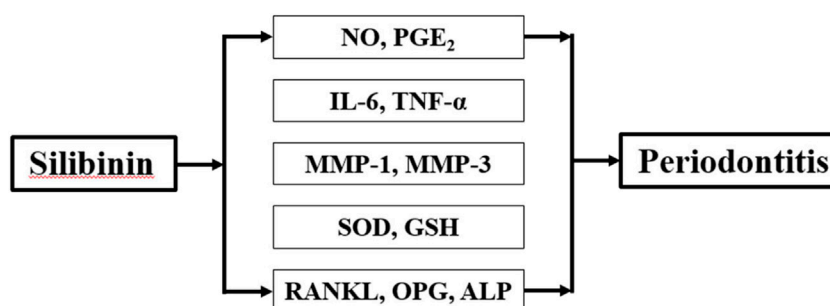 NO, PGE₂
IL-6, TNF-α
Silibinin
MMP-1, MMP-3
Periodontitis
SOD, GSH
RANKL, OPG, ALP